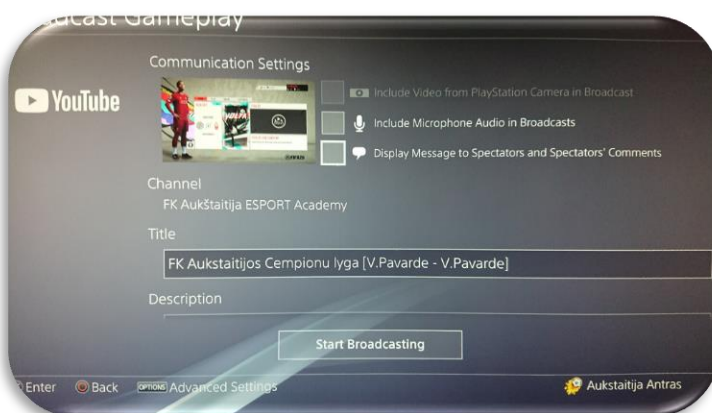 Gameplay
YouTube
Communication Settings
Include Video from PlayStation Camera in Broadcast
Include Microphone Audio in Broadcasts
Display Message to Spectators and Spectators' Comments
Channel
FK Aukštaitija ESPORT Academy
Title
FK Aukstaitijos Cempionu lyga [V.Pavarde - V.Pavarde]
Description
Start Broadcasting
Enter
Back
OPTIONS Advanced Settings
Aukstaitija Antras